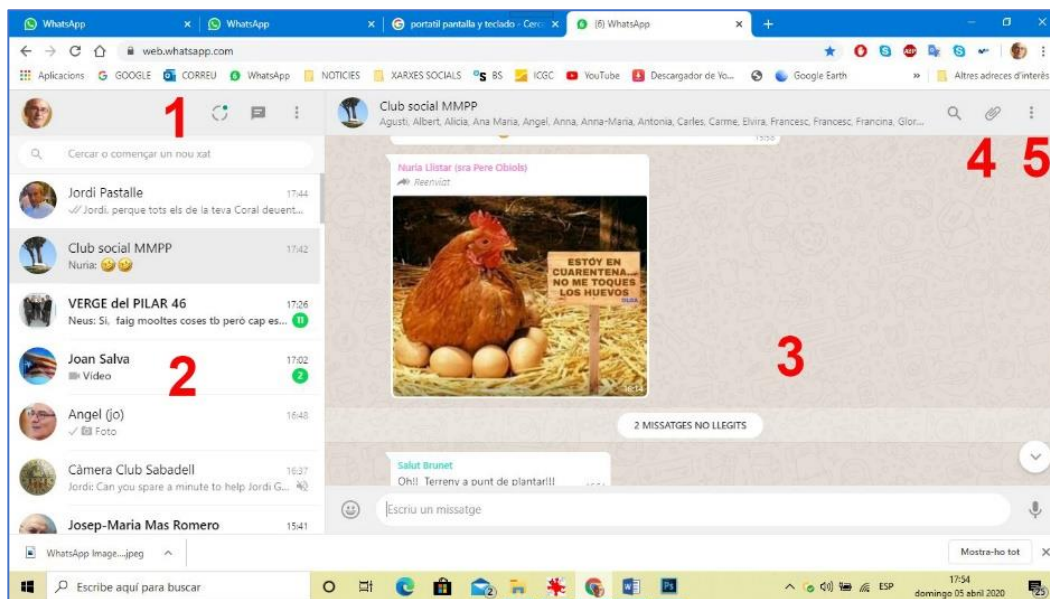 WhatsApp
WhatsApp
portatil pantalla y teclado - Cerc
(6) WhatsApp
web.whatsapp.com
Aplicacions GOOGLE CORREU WhatsApp NOTICIES XARXES SOCIALS BS ICGC YouTube Descargador de Yo... Google Earth » Altres adreces d'interès
1
Cercar o començar un nou xat
Jordi Pastalle 17:44
Jordi, perque tots els de la teva Coral deuent...
Club social MMPP 17:42
Nuria:
VERGE del PILAR 46 17:26
Neus: Si, faig mooltes coses tb però cap es... 11
Joan Salva 17:02
Vídeo 2
2
Angel (jo) 16:48
Foto
Càmera Club Sabadell 16:37
Jordi: Can you spare a minute to help Jordi G...
Josep-Maria Mas Romero 15:41
Club social MMPP
Agusti, Albert, Alicia, Ana Maria, Angel, Anna, Anna-Maria, Antonia, Carles, Carme, Elvira, Francesc, Francesc, Francina, Glor...
4 5
15:58
Nuria Llistar (sra Pere Obiols)
Reenviat
ESTOY EN
CUARENTENA...
NO ME TOQUES
LOS HUEVOS
16:14
3
2 MISSATGES NO LLEGITS
Salut Brunet
Oh!! Terreny a punt de plantar!!!
Escriu un missatge
WhatsApp Image....jpeg
Mostra-ho tot
Escribe aquí para buscar
2
ESP
17:54
domingo 05 abril 2020
25